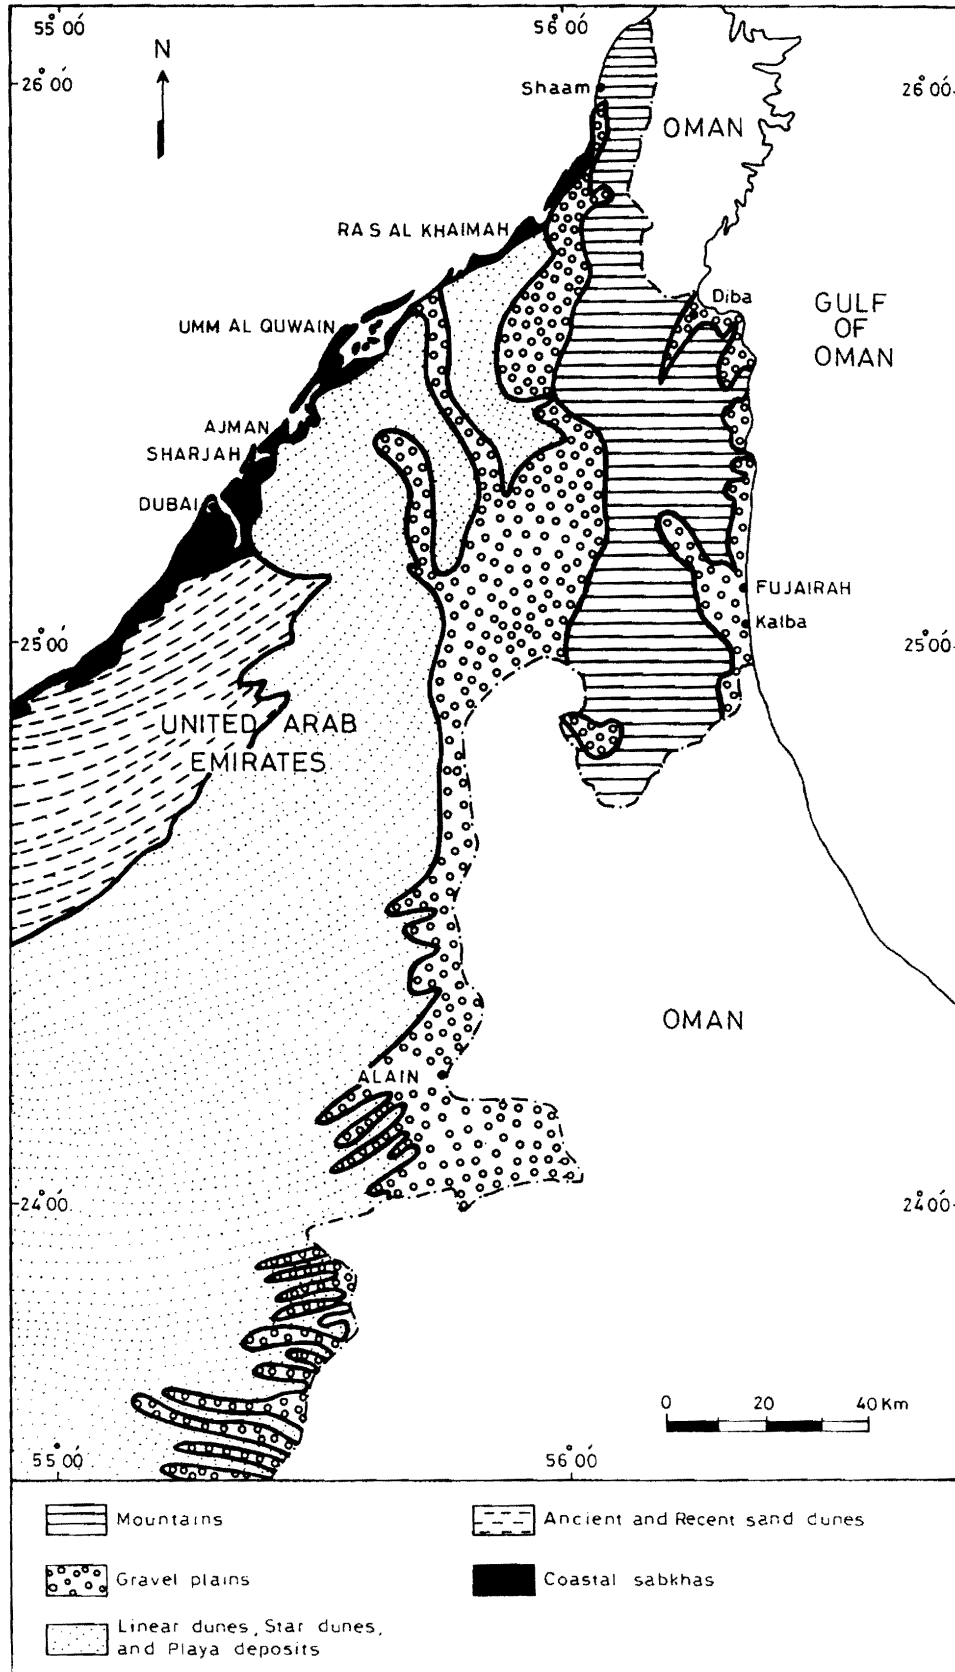 55°00′
56°00′
N
26°00′
26°00′
Shaam
OMAN
RAS AL KHAIMAH
Diba
GULF
OF
OMAN
UMM AL QUWAIN
AJMAN
SHARJAH
DUBAI
FUJAIRAH
Kalba
25°00′
25°00′
UNITED ARAB
EMIRATES
OMAN
ALAIN
24°00′
24°00′
0 20 40 Km
55°00′
56°00′
Mountains
Ancient and Recent sand dunes
Gravel plains
Coastal sabkhas
Linear dunes, Star dunes,
and Playa deposits